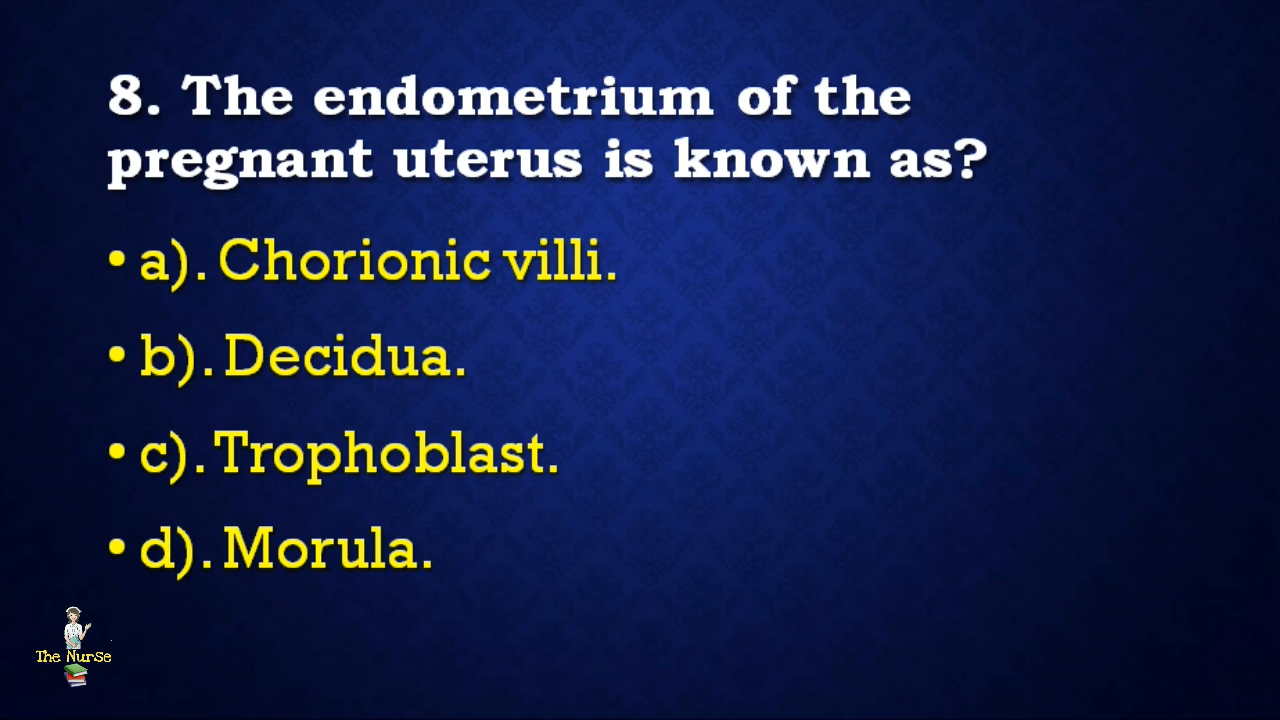 8. The endometrium of the
pregnant uterus is known as?
• a). Chorionic villi.
• b). Decidua.
• c). Trophoblast.
• d). Morula.
The Nurse